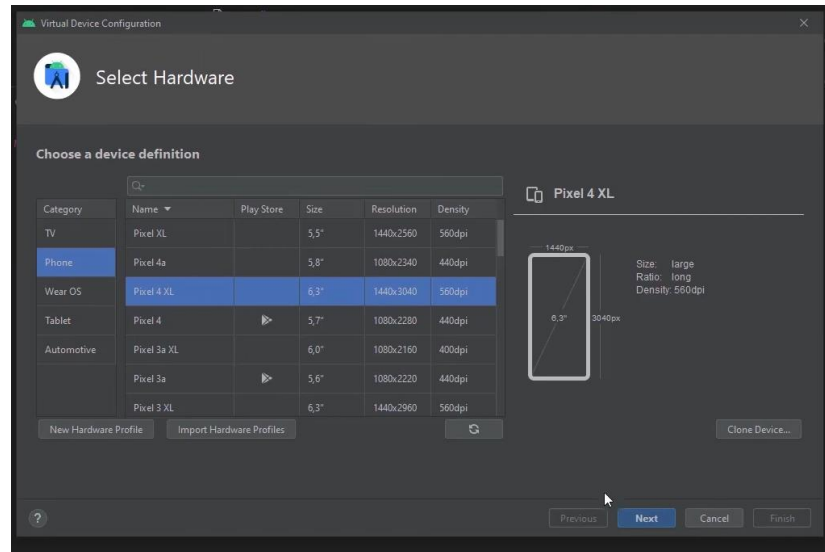 Virtual Device Configuration
Select Hardware
Choose a device definition
Category Name Play Store Size Resolution Density
TV
Phone
Wear OS
Tablet
Automotive
Pixel XL 5,5" 1440x2560 560dpi
Pixel 4a 5,8" 1080x2340 440dpi
Pixel 4 XL 6,3" 1440x3040 560dpi
Pixel 4 5,7" 1080x2280 440dpi
Pixel 3a XL 6,0" 1080x2160 400dpi
Pixel 3a 5,6" 1080x2220 440dpi
Pixel 3 XL 6,3" 1440x2960 560dpi
Pixel 4 XL
1440px
6,3" 3040px
Size: large
Ratio: long
Density: 560dpi
New Hardware Profile Import Hardware Profiles Clone Device...
? Previous Next Cancel Finish